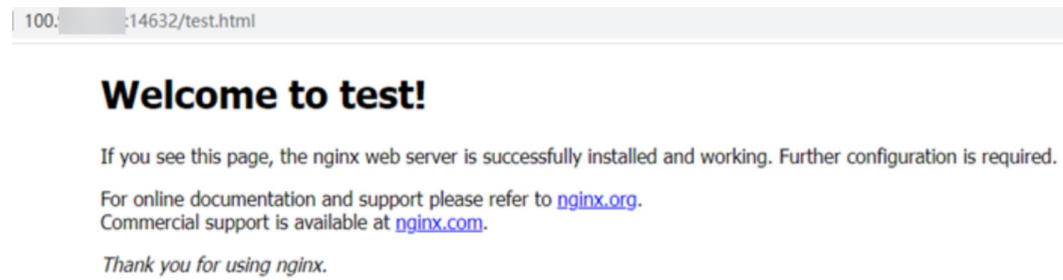 100. :14632/test.html
Welcome to test!
If you see this page, the nginx web server is successfully installed and working. Further configuration is required.
For online documentation and support please refer to nginx.org.
Commercial support is available at nginx.com.
Thank you for using nginx.